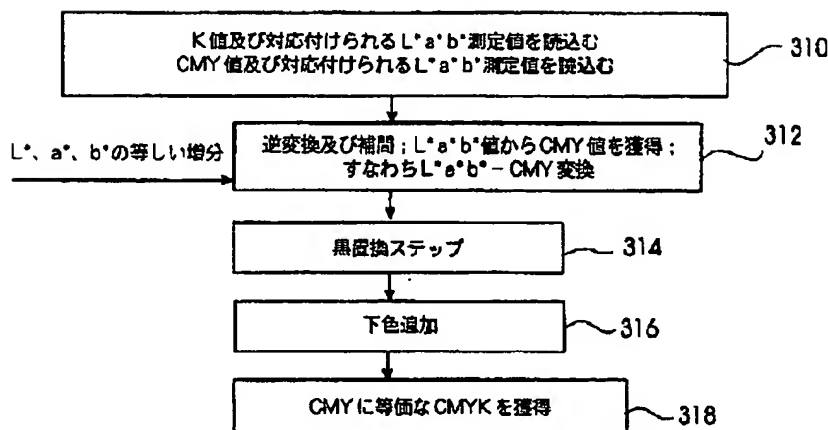 K値及び対応付けられるL*a*b*測定値を読込む
CMY値及び対応付けられるL*a*b*測定値を読込む
310
L*、a*、b*の等しい増分
逆変換及び補間；L*a*b*値からCMY値を獲得；
すなわちL*a*b*－CMY変換
312
黒置換ステップ
314
下色追加
316
CMYに等価なCMYKを獲得
318